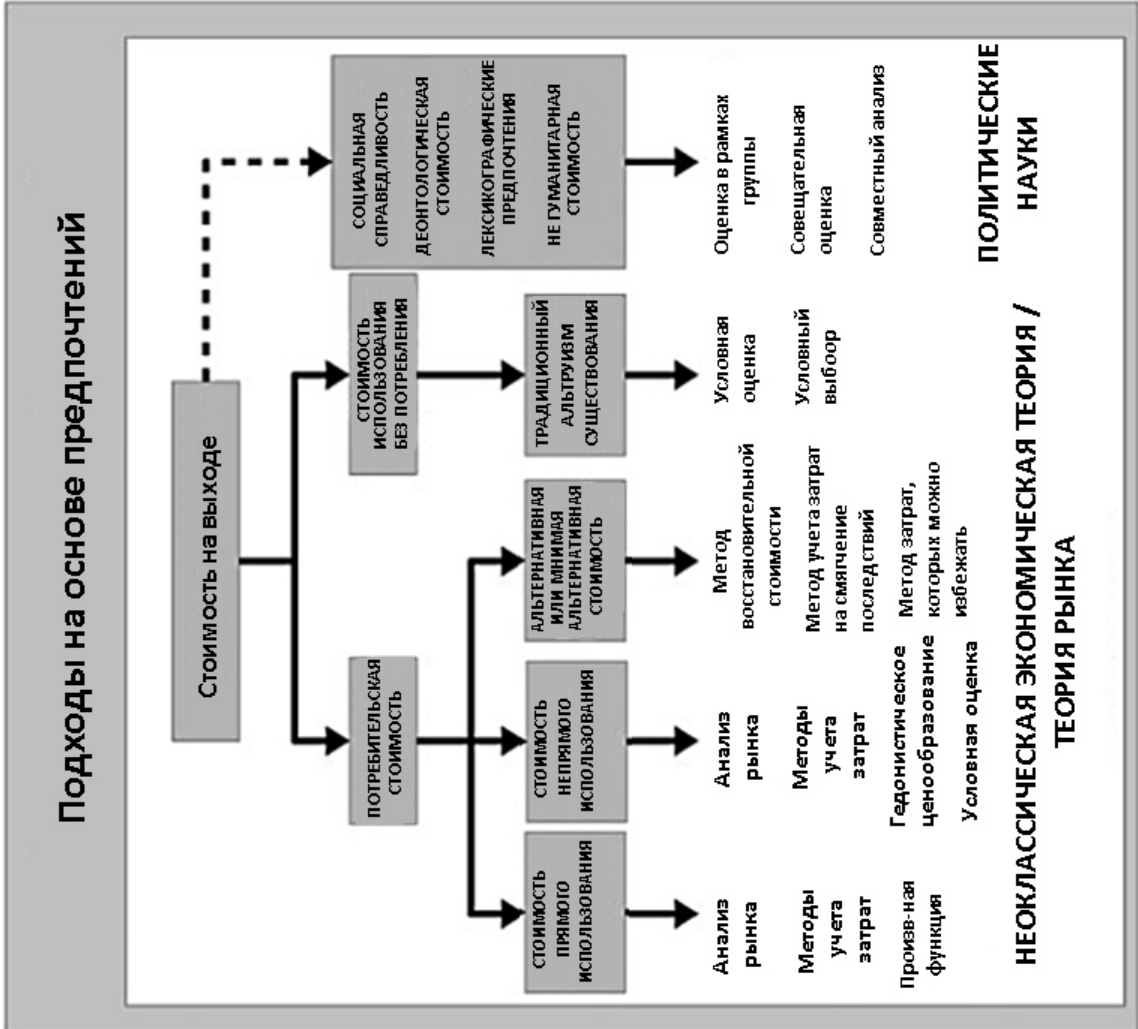 Подходы на основе предпочтений
Стоимость на выходе
ПОТРЕБИТЕЛЬСКАЯ
СТОИМОСТЬ
СТОИМОСТЬ
ИСПОЛЬЗОВАНИЯ
БЕЗ ПОТРЕБЛЕНИЯ
СОЦИАЛЬНАЯ
СПРАВЕДЛИВОСТЬ
ДЕОНТОЛОГИЧЕСКАЯ
СТОИМОСТЬ
ЛЕКСИКОГРАФИЧЕСКИЕ
ПРЕДПОЧТЕНИЯ
НЕ ГУМАНИТАРНАЯ
СТОИМОСТЬ
СТОИМОСТЬ
ПРЯМОГО
ИСПОЛЬЗОВАНИЯ
СТОИМОСТЬ
НЕПРЯМОГО
ИСПОЛЬЗОВАНИЯ
АЛЬТЕРНАТИВНАЯ
ИЛИ МНИМАЯ
АЛЬТЕРНАТИВНАЯ
СТОИМОСТЬ
ТРАДИЦИОННЫЙ
АЛЬТРУИЗМ
СУЩЕСТВОВАНИЯ
Анализ
рынка
Методы
учета
затрат
Произв-ная
функция
Анализ
рынка
Методы
учета
затрат
Гедонистическое
ценообразование
Условная оценка
Метод
восстановительной
стоимости
Метод учета затрат
на смягчение
последствий
Метод затрат,
которых можно
избежать
Условная
оценка
Условный
выбоор
Оценка в рамках
группы
Совещательная
оценка
Совместный анализ
НЕОКЛАССИЧЕСКАЯ ЭКОНОМИЧЕСКАЯ ТЕОРИЯ /
ТЕОРИЯ РЫНКА
ПОЛИТИЧЕСКИЕ
НАУКИ